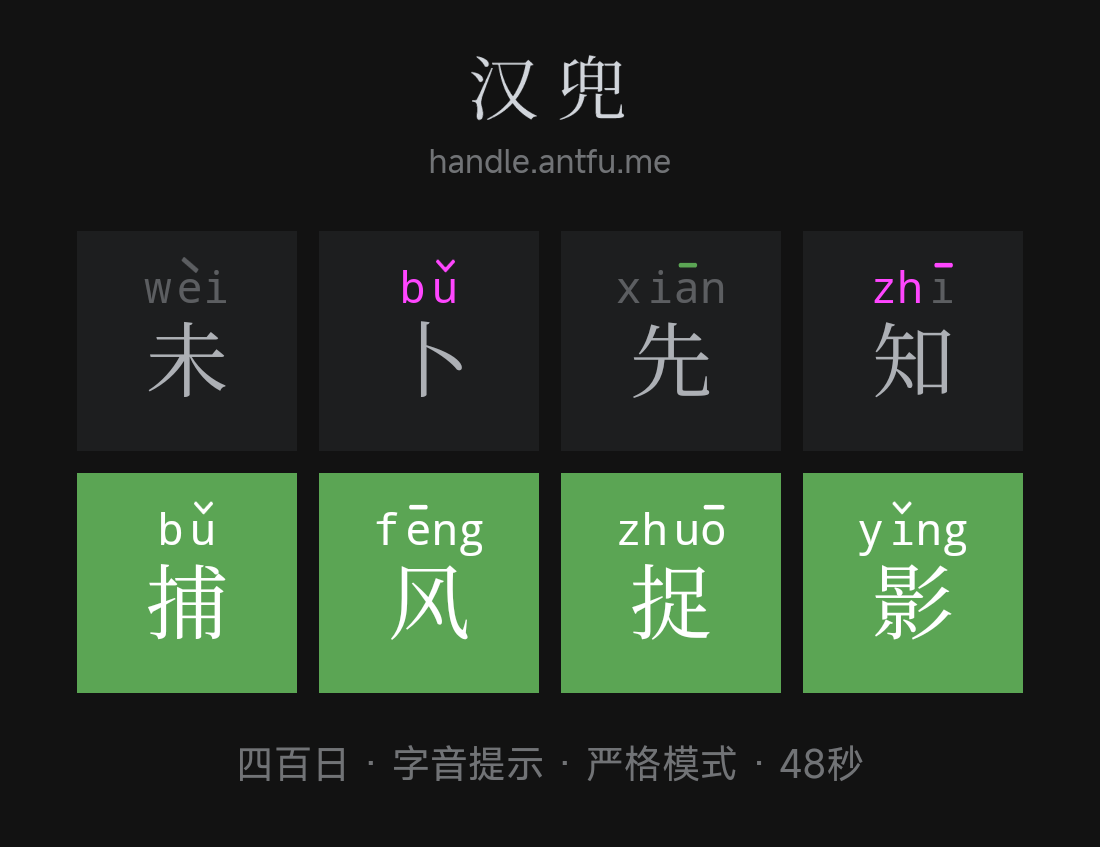 汉兜
handle.antfu.me
wèi bǔ xiān zhī
未 卜 先 知
bǔ fēng zhuō yǐng
捕 风 捉 影
四百日 · 字音提示 · 严格模式 · 48秒